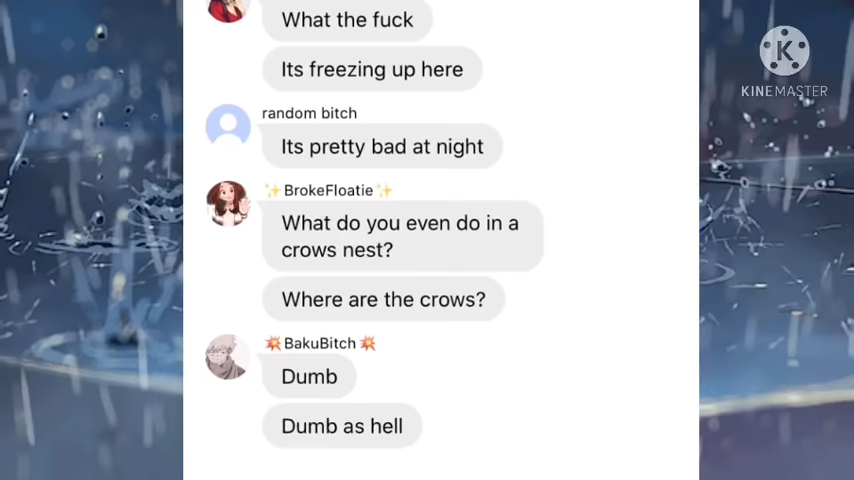 What the fuck
Its freezing up here
random bitch
Its pretty bad at night
✨BrokeFloatie✨
What do you even do in a
crows nest?
Where are the crows?
💥BakuBitch💥
Dumb
Dumb as hell
K
KINEMASTER